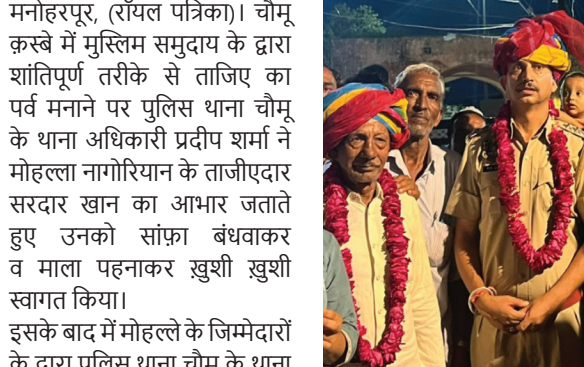 मनोहरपूर, (रॉयल पत्रिका)। चौमू
क़स्बे में मुस्लिम समुदाय के द्वारा
शांतिपूर्ण तरीके से ताजिए का
पर्व मनाने पर पुलिस थाना चौमू
के थाना अधिकारी प्रदीप शर्मा ने
मोहल्ला नागोरियान के ताजीएदार
सरदार खान का आभार जताते
हुए उनको सांफ़ा बंधवाकर
व माला पहनाकर ख़ुशी ख़ुशी
स्वागत किया।
इसके बाद में मोहल्ले के जिम्मेदारों
के द्वारा पुलिस थाना चौमू के थाना